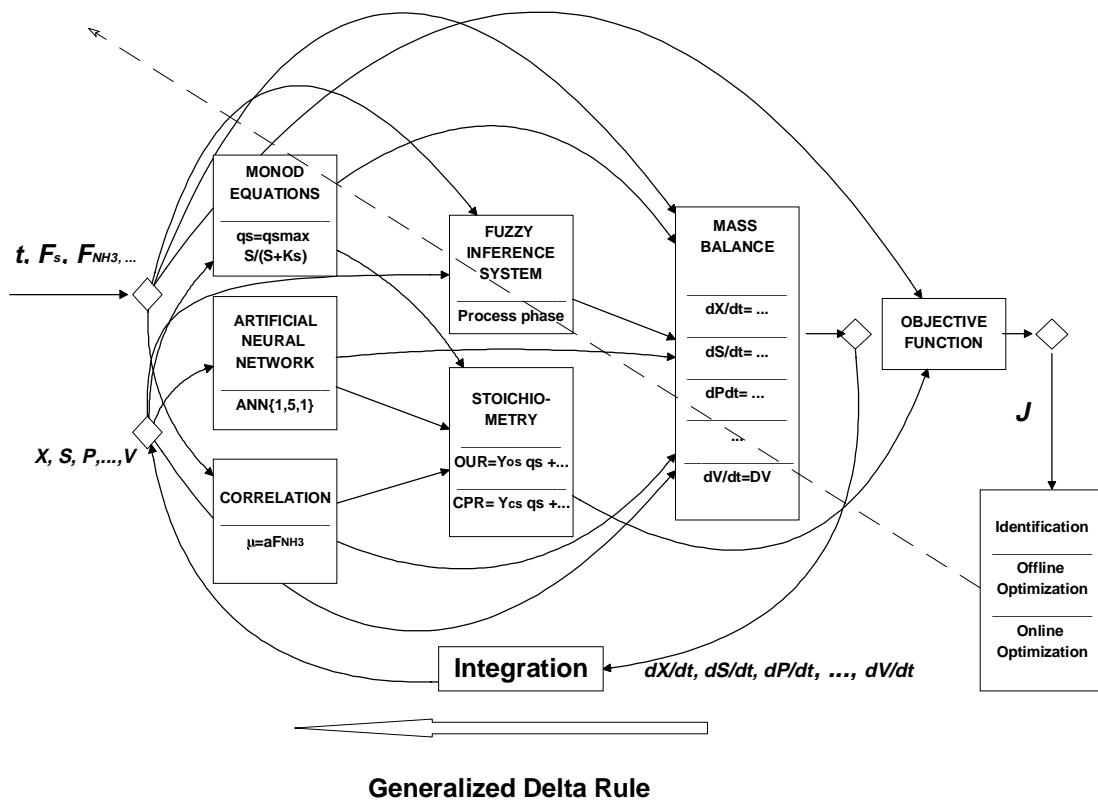 t, Fs, FNH3, ...
X, S, P,...,V
MONOD
EQUATIONS
qs=qsmax
S/(S+Ks)
ARTIFICIAL
NEURAL
NETWORK
ANN{1,5,1}
CORRELATION
μ=aFNH3
FUZZY
INFERENCE
SYSTEM
Process phase
STOICHIO-
METRY
OUR=Yos qs +...
CPR= Ycs qs +...
MASS
BALANCE
dX/dt= ...
dS/dt= ...
dPdt= ...
...
dV/dt=DV
OBJECTIVE
FUNCTION
J
Identification
Offline
Optimization
Online
Optimization
Integration
dX/dt, dS/dt, dP/dt, ..., dV/dt
Generalized Delta Rule